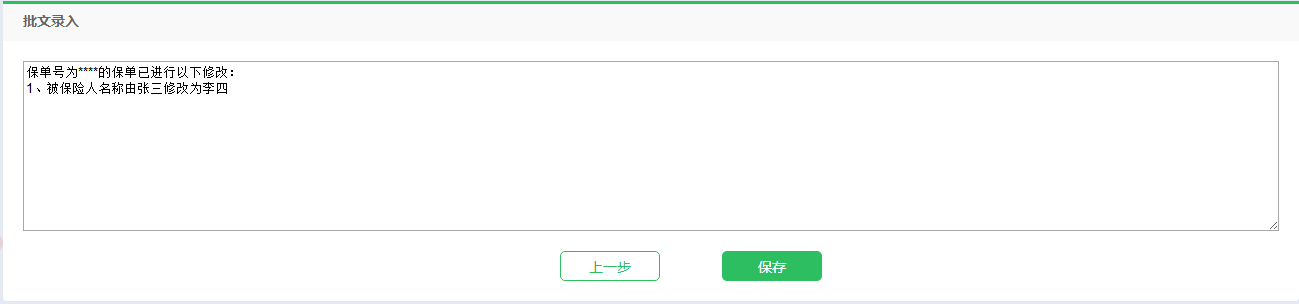 批文录入
保单号为****的保单已进行以下修改：
1、被保险人名称由张三修改为李四
上一步
保存